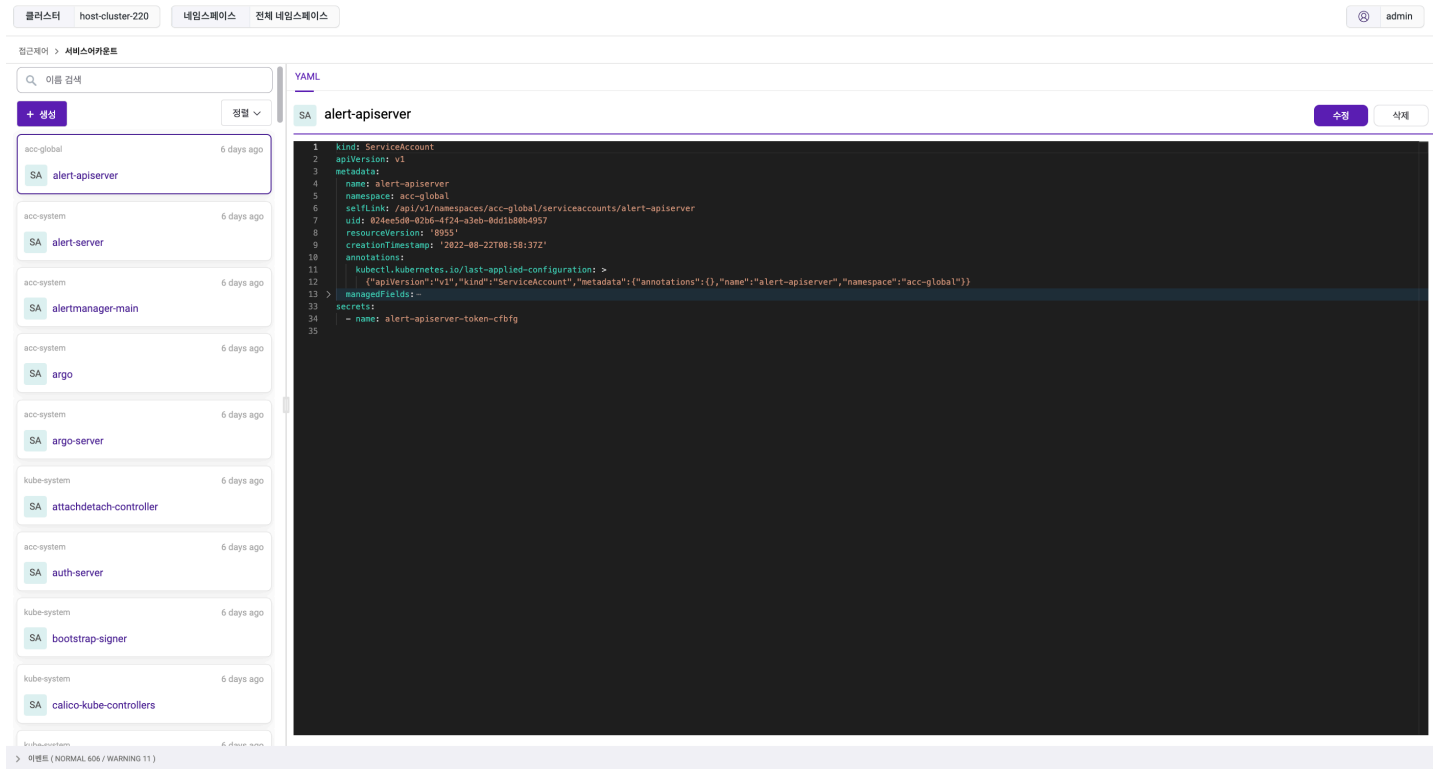 클러스터 host-cluster-220 네임스페이스 전체 네임스페이스 admin
접근제어 > 서비스어카운트
이름 검색
+ 생성 정렬
acc-global 6 days ago
SA alert-apiserver
acc-system 6 days ago
SA alert-server
acc-system 6 days ago
SA alertmanager-main
acc-system 6 days ago
SA argo
acc-system 6 days ago
SA argo-server
kube-system 6 days ago
SA attachdetach-controller
acc-system 6 days ago
SA auth-server
kube-system 6 days ago
SA bootstrap-signer
kube-system 6 days ago
SA calico-kube-controllers
kube-system 6 days ago
YAML
SA alert-apiserver 수정 삭제
1 kind: ServiceAccount
2 apiVersion: v1
3 metadata:
4 name: alert-apiserver
5 namespace: acc-global
6 selfLink: /api/v1/namespaces/acc-global/serviceaccounts/alert-apiserver
7 uid: 024ee5d0-02b6-4f24-a3eb-0dd1b80b4957
8 resourceVersion: '8955'
9 creationTimestamp: '2022-08-22T08:58:37Z'
10 annotations:
11 kubectl.kubernetes.io/last-applied-configuration: >
12 {"apiVersion":"v1","kind":"ServiceAccount","metadata":{"annotations":{},"name":"alert-apiserver","namespace":"acc-global"}}
13 > managedFields:-
33 secrets:
34 - name: alert-apiserver-token-cfbfg
35
> 이벤트 ( NORMAL 606 / WARNING 11 )